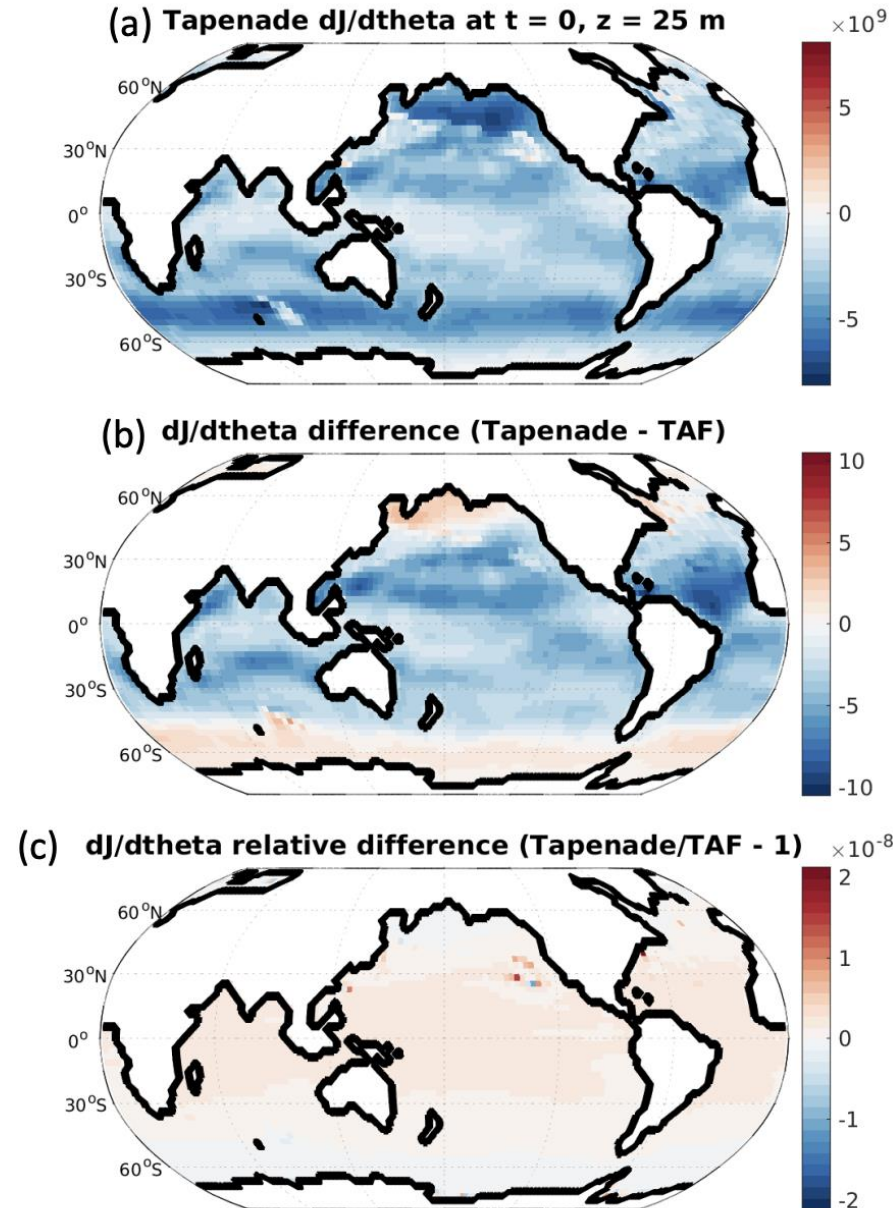 (a) Tapenade dJ/dtheta at t = 0, z = 25 m
×10⁹
60°N
30°N
0°
30°S
60°S
5
0
-5
(b) dJ/dtheta difference (Tapenade - TAF)
60°N
30°N
0°
30°S
60°S
10
5
0
-5
-10
(c) dJ/dtheta relative difference (Tapenade/TAF - 1)
×10⁻⁸
60°N
30°N
0°
30°S
60°S
2
1
0
-1
-2